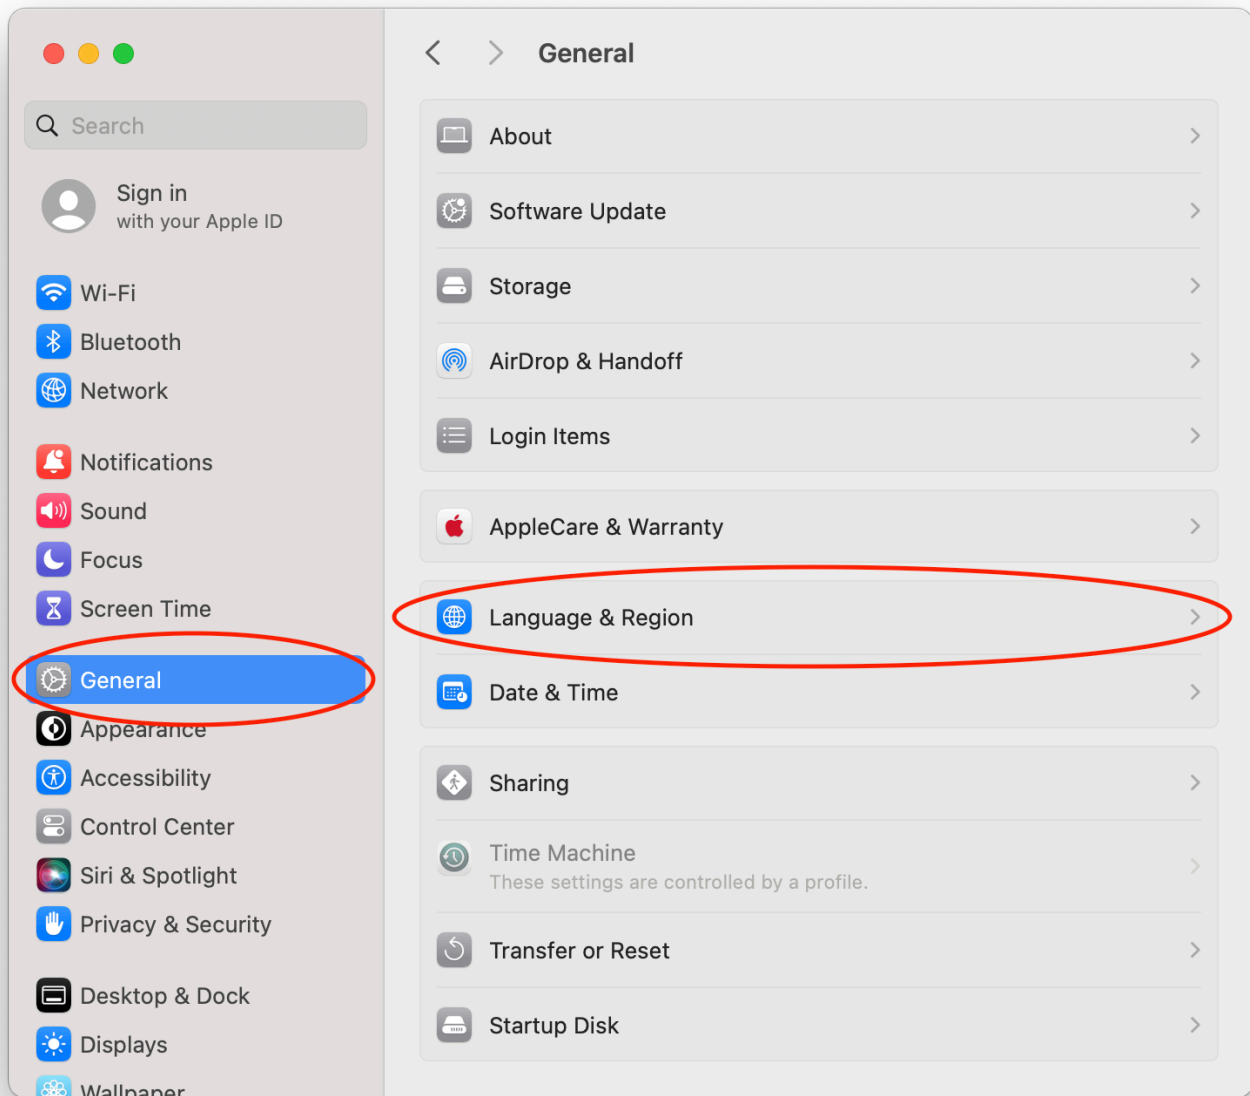 General
Search
Sign in
with your Apple ID
Wi-Fi
Bluetooth
Network
Notifications
Sound
Focus
Screen Time
General
Appearance
Accessibility
Control Center
Siri & Spotlight
Privacy & Security
Desktop & Dock
Displays
Wallpaper
About
Software Update
Storage
AirDrop & Handoff
Login Items
AppleCare & Warranty
Language & Region
Date & Time
Sharing
Time Machine
These settings are controlled by a profile.
Transfer or Reset
Startup Disk